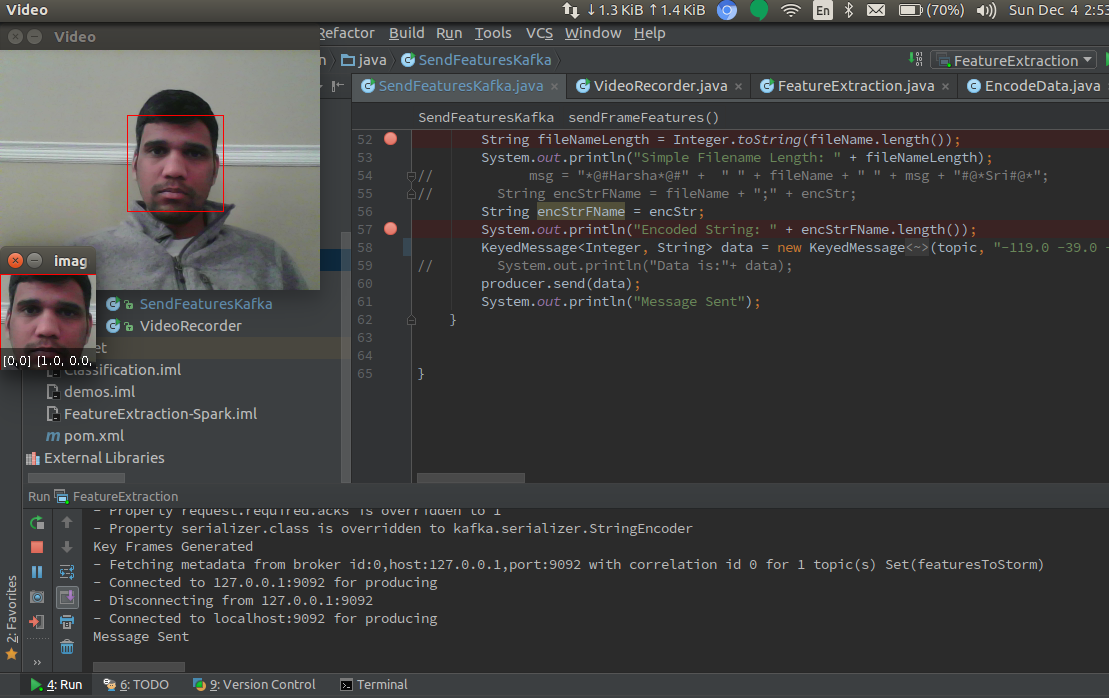 Video
1.3 KiB 1.4 KiB En (70%) Sun Dec 4 2:53
Video
Refactor Build Run Tools VCS Window Help
java SendFeaturesKafka
FeatureExtraction
SendFeaturesKafka.java VideoRecorder.java FeatureExtraction.java EncodeData.java
SendFeaturesKafka sendFrameFeatures()
52 String fileNameLength = Integer.toString(fileName.length());
53 System.out.println("Simple Filename Length: " + fileNameLength);
54 // msg = "*@#Harsha*@#" + " " + fileName + " " + msg + "#@*Sri#@*";
55 // String encStrFName = fileName + ";" + encStr;
56 String encStrFName = encStr;
57 System.out.println("Encoded String: " + encStrFName.length());
58 KeyedMessage<Integer, String> data = new KeyedMessage<~>(topic, "-119.0 -39.0 -
59 // System.out.println("Data is:"+ data);
60 producer.send(data);
61 System.out.println("Message Sent");
62 }
63
64
65 }
imag
[0,0] [1.0, 0.0,
SendFeaturesKafka
VideoRecorder
et
Classification.iml
demos.iml
FeatureExtraction-Spark.iml
pom.xml
External Libraries
Run FeatureExtraction
- Property request.required.acks is overridden to 1
- Property serializer.class is overridden to kafka.serializer.StringEncoder
Key Frames Generated
- Fetching metadata from broker id:0,host:127.0.0.1,port:9092 with correlation id 0 for 1 topic(s) Set(featuresToStorm)
- Connected to 127.0.0.1:9092 for producing
- Disconnecting from 127.0.0.1:9092
- Connected to localhost:9092 for producing
Message Sent
2: Favorites
4: Run 6: TODO 9: Version Control Terminal